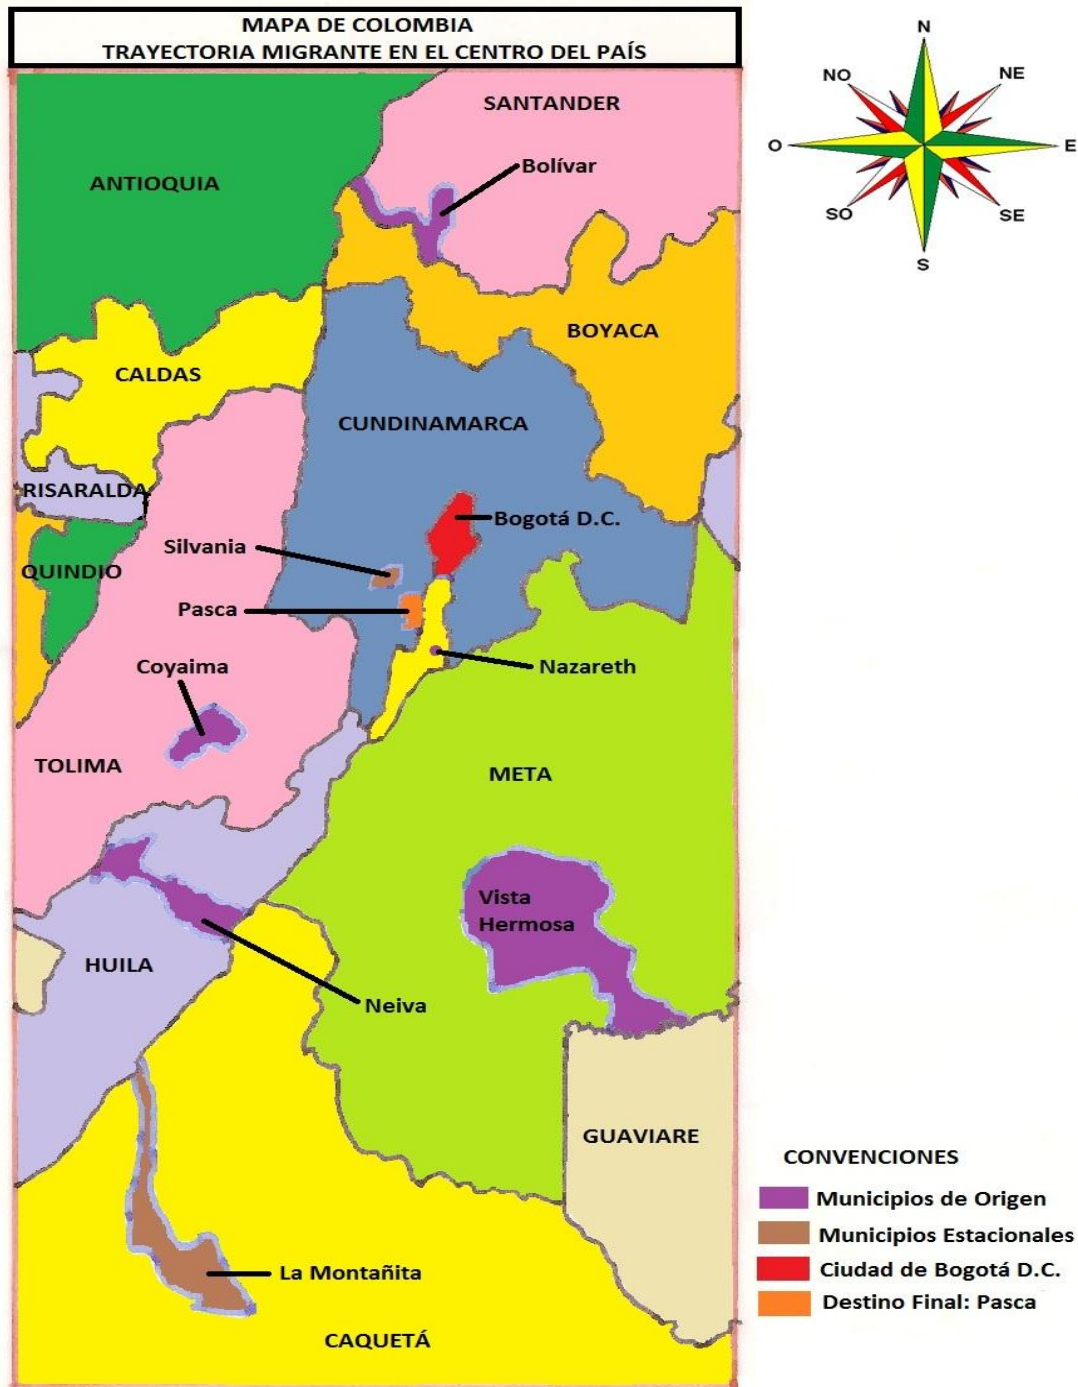 MAPA DE COLOMBIA
TRAYECTORIA MIGRANTE EN EL CENTRO DEL PAÍS
N
NO
NE
O
E
SO
SE
S
SANTANDER
Bolívar
ANTIOQUIA
BOYACA
CALDAS
CUNDINAMARCA
RISARALDA
Bogotá D.C.
Silvania
QUINDIO
Pasca
Coyaima
Nazareth
TOLIMA
META
Vista
Hermosa
HUILA
Neiva
GUAVIARE
La Montañita
CAQUETÁ
CONVENCIONES
Municipios de Origen
Municipios Estacionales
Ciudad de Bogotá D.C.
Destino Final: Pasca